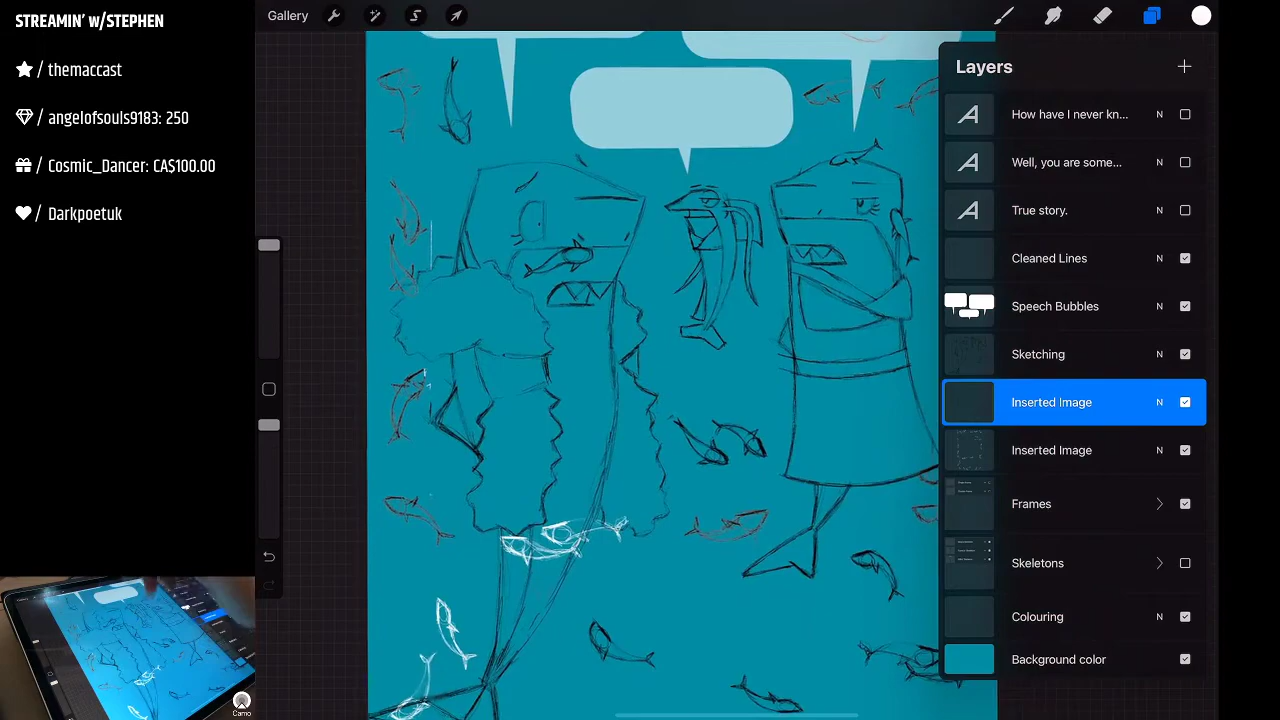 STREAMIN' w/STEPHEN
/ themaccast
/ angelofsouls9183: 250
/ Cosmic_Dancer: CA$100.00
/ Darkpoetuk
Gallery
Layers
How have I never kn... N
Well, you are some... N
True story. N
Cleaned Lines N
Speech Bubbles N
Sketching N
Inserted Image N
Inserted Image N
Frames
Skeletons
Colouring N
Background color
Camo